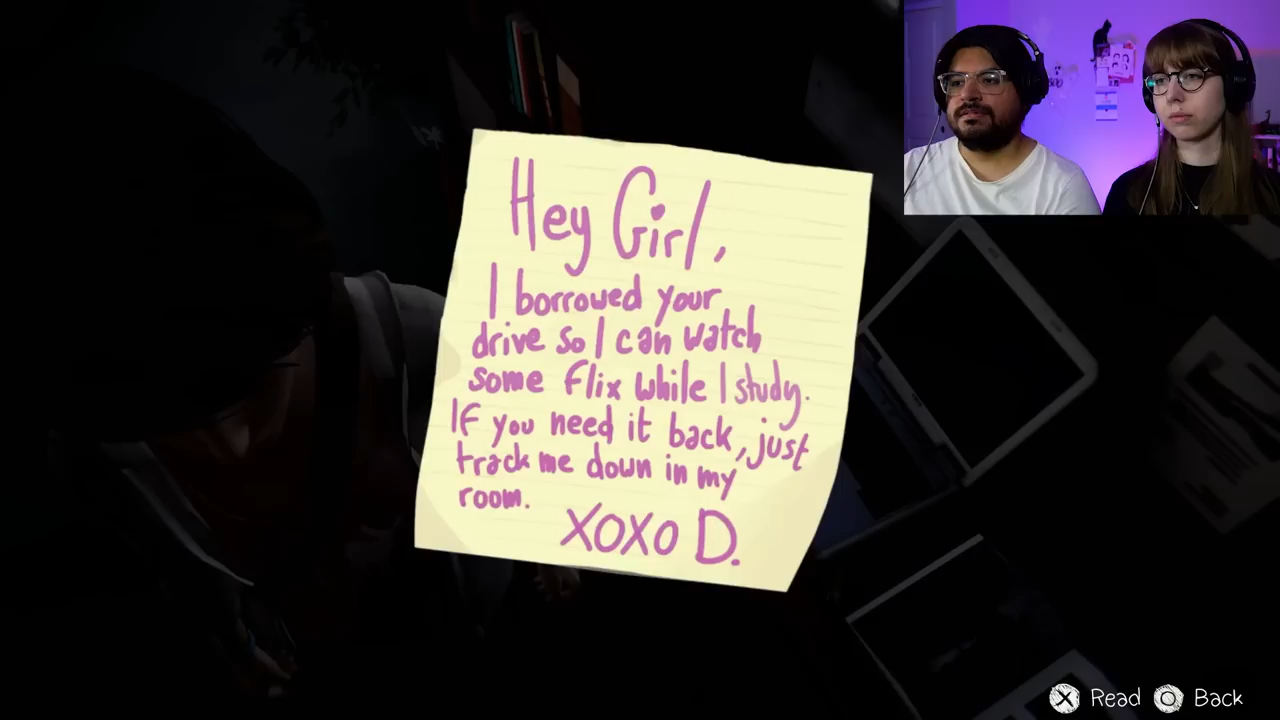 Hey Girl,
I borrowed your
drive so I can watch
some Flix while I study.
If you need it back, just
track me down in my
room.
XOXO D.
Read Back